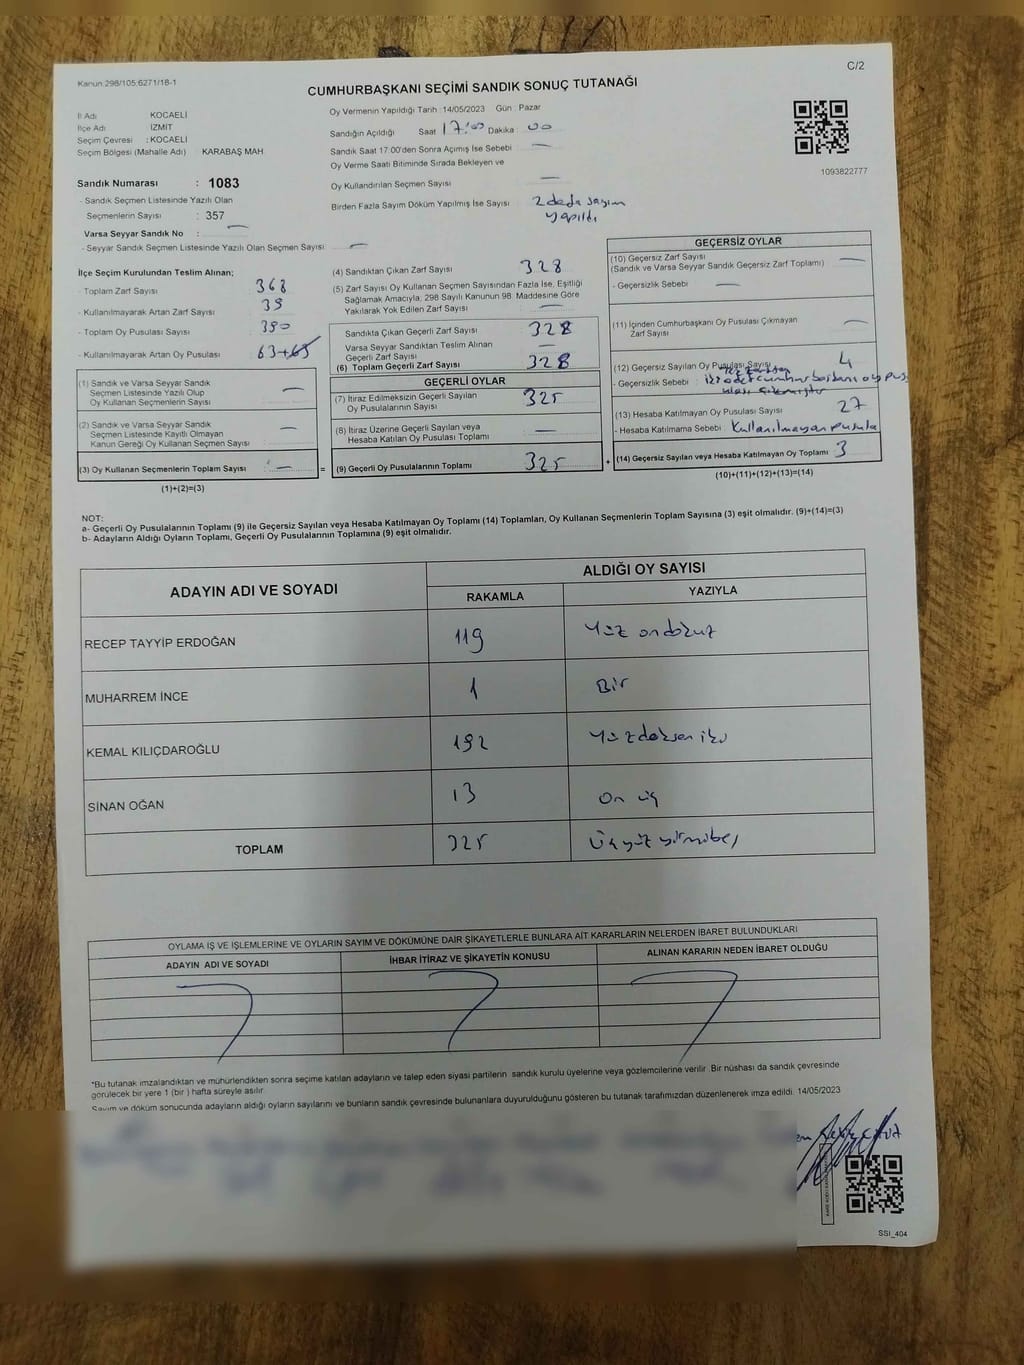 C/2
Kanun:298/105;6271/18-1
CUMHURBAŞKANI SEÇİMİ SANDIK SONUÇ TUTANAĞI
İl Adı KOCAELİ
İlçe Adı İZMİT
Seçim Çevresi : KOCAELİ
Seçim Bölgesi (Mahalle Adı) KARABAŞ MAH
Sandık Numarası : 1083
- Sandık Seçmen Listesinde Yazılı Olan
Seçmenlerin Sayısı : 357
Varsa Seyyar Sandık No : —
- Seyyar Sandık Seçmen Listesinde Yazılı Olan Seçmen Sayısı —
Oy Vermenin Yapıldığı Tarih :14/05/2023 Gün : Pazar
Sandığın Açıldığı Saat 17:00 Dakika : 00
Sandık Saat 17:00'den Sonra Açımış İse Sebebi : —
Oy Verme Saati Bitiminde Sırada Bekleyen ve
Oy Kullandırılan Seçmen Sayısı —
Birden Fazla Sayım Döküm Yapılmış İse Sayısı 2 defa sayım
yapıldı
1093822777
İlçe Seçim Kurulundan Teslim Alınan;
- Toplam Zarf Sayısı 368
- Kullanılmayarak Artan Zarf Sayısı 39
- Toplam Oy Pusulası Sayısı 390
- Kullanılmayarak Artan Oy Pusulası 63+65
(1) Sandık ve Varsa Seyyar Sandık
Seçmen Listesinde Yazılı Olup
Oy Kullanan Seçmenlerin Sayısı —
(2) Sandık ve Varsa Seyyar Sandık
Seçmen Listesinde Kayıtlı Olmayan
Kanun Gereği Oy Kullanan Seçmen Sayısı —
(3) Oy Kullanan Seçmenlerin Toplam Sayısı : — =
(1)+(2)=(3)
(4) Sandıktan Çıkan Zarf Sayısı 328
(5) Zarf Sayısı Oy Kullanan Seçmen Sayısından Fazla İse, Eşitliği
Sağlamak Amacıyla, 298 Sayılı Kanunun 98. Maddesine Göre
Yakılarak Yok Edilen Zarf Sayısı —
Sandıkta Çıkan Geçerli Zarf Sayısı 328
Varsa Seyyar Sandıktan Teslim Alınan
Geçerli Zarf Sayısı —
(6) Toplam Geçerli Zarf Sayısı 328
GEÇERLİ OYLAR
(7) İtiraz Edilmeksizin Geçerli Sayılan
Oy Pusulalarının Sayısı 325
(8) İtiraz Üzerine Geçerli Sayılan veya
Hesaba Katılan Oy Pusulası Toplamı —
(9) Geçerli Oy Pusulalarının Toplamı 325 +
GEÇERSİZ OYLAR
(10) Geçersiz Zarf Sayısı
(Sandık ve Varsa Seyyar Sandık Geçersiz Zarf Toplamı) —
- Geçersizlik Sebebi : —
(11) İçinden Cumhurbaşkanı Oy Pusulası Çıkmayan
Zarf Sayısı —
(12) Geçersiz Sayılan Oy Pusulası Sayısı 4
- Geçersizlik Sebebi : cumhurbaşkanı oy pus
(13) Hesaba Katılmayan Oy Pusulası Sayısı 27
- Hesaba Katılmama Sebebi : Kullanılmayan pusula
(14) Geçersiz Sayılan veya Hesaba Katılmayan Oy Toplamı 3
(10)+(11)+(12)+(13)=(14)
NOT:
a- Geçerli Oy Pusulalarının Toplamı (9) ile Geçersiz Sayılan veya Hesaba Katılmayan Oy Toplamı (14) Toplamları, Oy Kullanan Seçmenlerin Toplam Sayısına (3) eşit olmalıdır. (9)+(14)=(3)
b- Adayların Aldığı Oyların Toplamı, Geçerli Oy Pusulalarının Toplamına (9) eşit olmalıdır.
ADAYIN ADI VE SOYADI ALDIĞI OY SAYISI
RAKAMLA YAZIYLA
RECEP TAYYİP ERDOĞAN 119 Yüz ondokuz
MUHARREM İNCE 1 Bir
KEMAL KILIÇDAROĞLU 192 Yüzdoksan iki
SİNAN OĞAN 13 On üç
TOPLAM 325 Üçyüz yirmibeş
OYLAMA İŞ VE İŞLEMLERİNE VE OYLARIN SAYIM VE DÖKÜMÜNE DAİR ŞİKAYETLERLE BUNLARA AİT KARARLARIN NELERDEN İBARET BULUNDUKLARI
ADAYIN ADI VE SOYADI İHBAR İTİRAZ VE ŞİKAYETİN KONUSU ALINAN KARARIN NEDEN İBARET OLDUĞU
*Bu tutanak imzalandıktan ve mühürlendikten sonra seçime katılan adayların ve talep eden siyasi partilerin sandık kurulu üyelerine veya gözlemcilerine verilir. Bir nüshası da sandık çevresinde
görülecek bir yere 1 (bir ) hafta süreyle asılır.
Sayım ve döküm sonucunda adayların aldığı oyların sayılarını ve bunların sandık çevresinde bulunanlara duyurulduğunu gösteren bu tutanak tarafımızdan düzenlenerek imza edildi. 14/05/2023
SSI_404